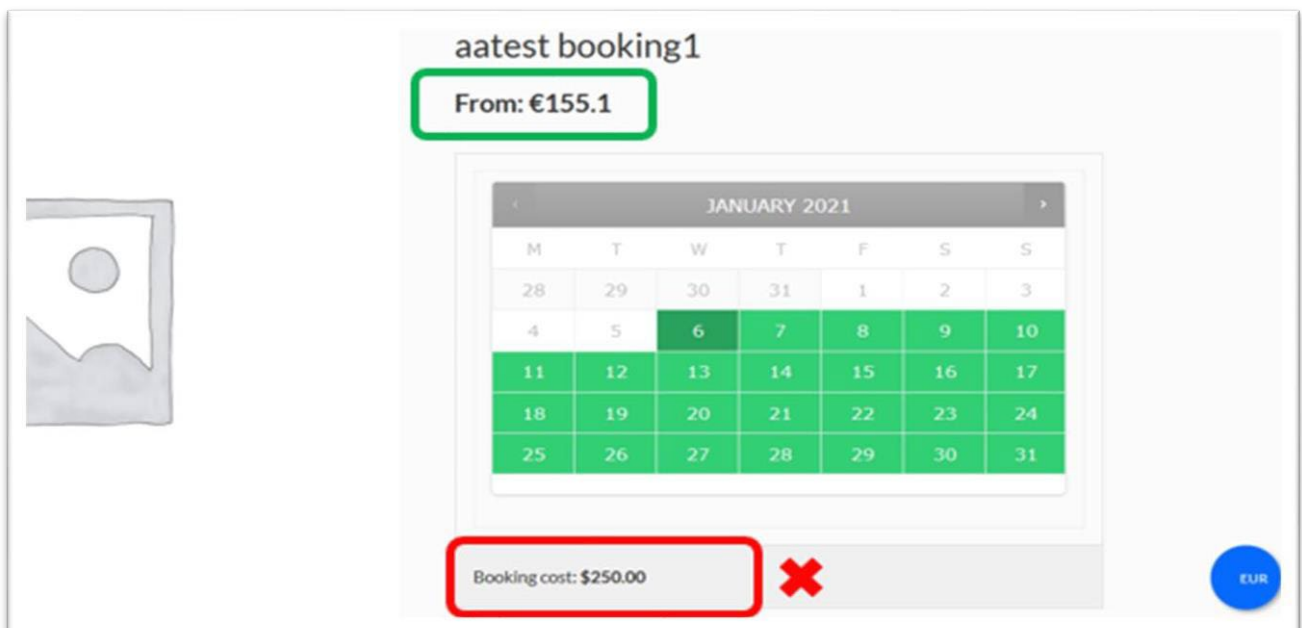 aatest booking1
From: €155.1
‹ JANUARY 2021 ›
M T W T F S S
28 29 30 31 1 2 3
4 5 6 7 8 9 10
11 12 13 14 15 16 17
18 19 20 21 22 23 24
25 26 27 28 29 30 31
Booking cost: $250.00
EUR